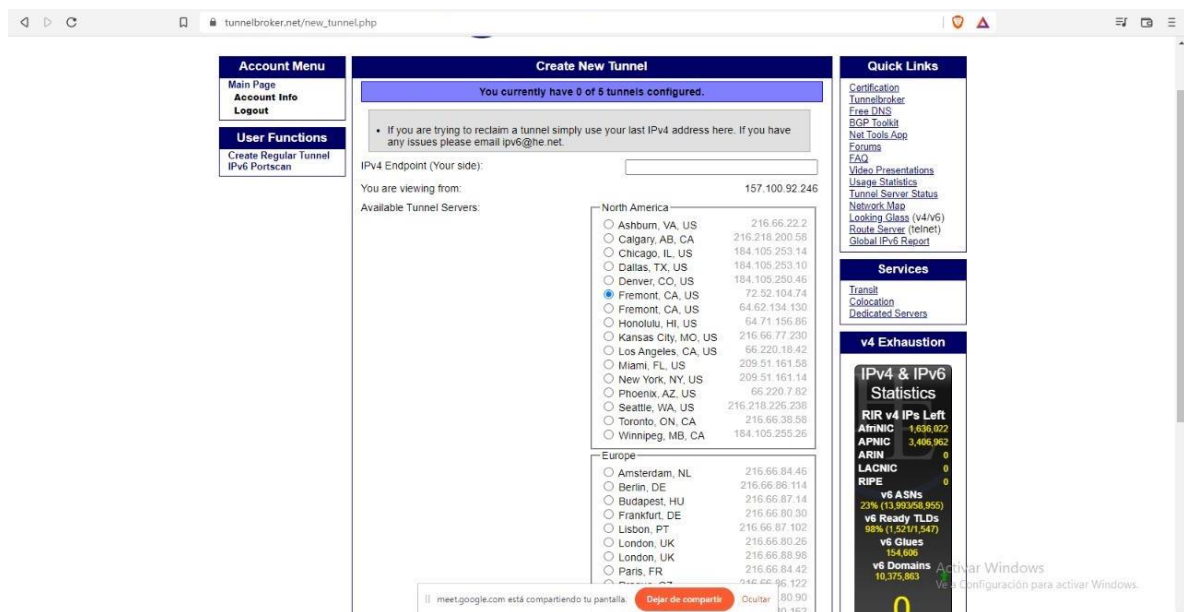 tunnelbroker.net/new_tunnel.php
Account Menu
Main Page
Account Info
Logout
User Functions
Create Regular Tunnel
IPv6 Portscan
Create New Tunnel
You currently have 0 of 5 tunnels configured.
• If you are trying to reclaim a tunnel simply use your last IPv4 address here. If you have
any issues please email ipv6@he.net.
IPv4 Endpoint (Your side):
You are viewing from: 157.100.92.246
Available Tunnel Servers:
North America
Ashburn, VA, US 216.66.22.2
Calgary, AB, CA 216.218.200.58
Chicago, IL, US 184.105.253.14
Dallas, TX, US 184.105.253.10
Denver, CO, US 184.105.250.46
Fremont, CA, US 72.52.104.74
Fremont, CA, US 64.62.134.130
Honolulu, HI, US 64.71.156.86
Kansas City, MO, US 216.66.77.230
Los Angeles, CA, US 66.220.18.42
Miami, FL, US 209.51.161.58
New York, NY, US 209.51.161.14
Phoenix, AZ, US 66.220.7.82
Seattle, WA, US 216.218.226.238
Toronto, ON, CA 216.66.38.58
Winnipeg, MB, CA 184.105.255.26
Europe
Amsterdam, NL 216.66.84.46
Berlin, DE 216.66.86.114
Budapest, HU 216.66.87.14
Frankfurt, DE 216.66.80.30
Lisbon, PT 216.66.87.102
London, UK 216.66.80.26
London, UK 216.66.88.98
Paris, FR 216.66.84.42
Quick Links
Certification
Tunnelbroker
Free DNS
BGP Toolkit
Net Tools App
Forums
FAQ
Video Presentations
Usage Statistics
Tunnel Server Status
Network Map
Looking Glass (v4/v6)
Route Server (telnet)
Global IPv6 Report
Services
Transit
Colocation
Dedicated Servers
v4 Exhaustion
IPv4 & IPv6
Statistics
RIR v4 IPs Left
AfriNIC 1,636,022
APNIC 3,406,962
ARIN 0
LACNIC 0
RIPE 0
v6 ASNs
23% (13,993/58,955)
v6 Ready TLDs
98% (1,521/1,547)
v6 Glues
154,606
v6 Domains
10,375,863
0
meet.google.com está compartiendo tu pantalla. Dejar de compartir Ocultar
Activar Windows
Ve a Configuración para activar Windows.